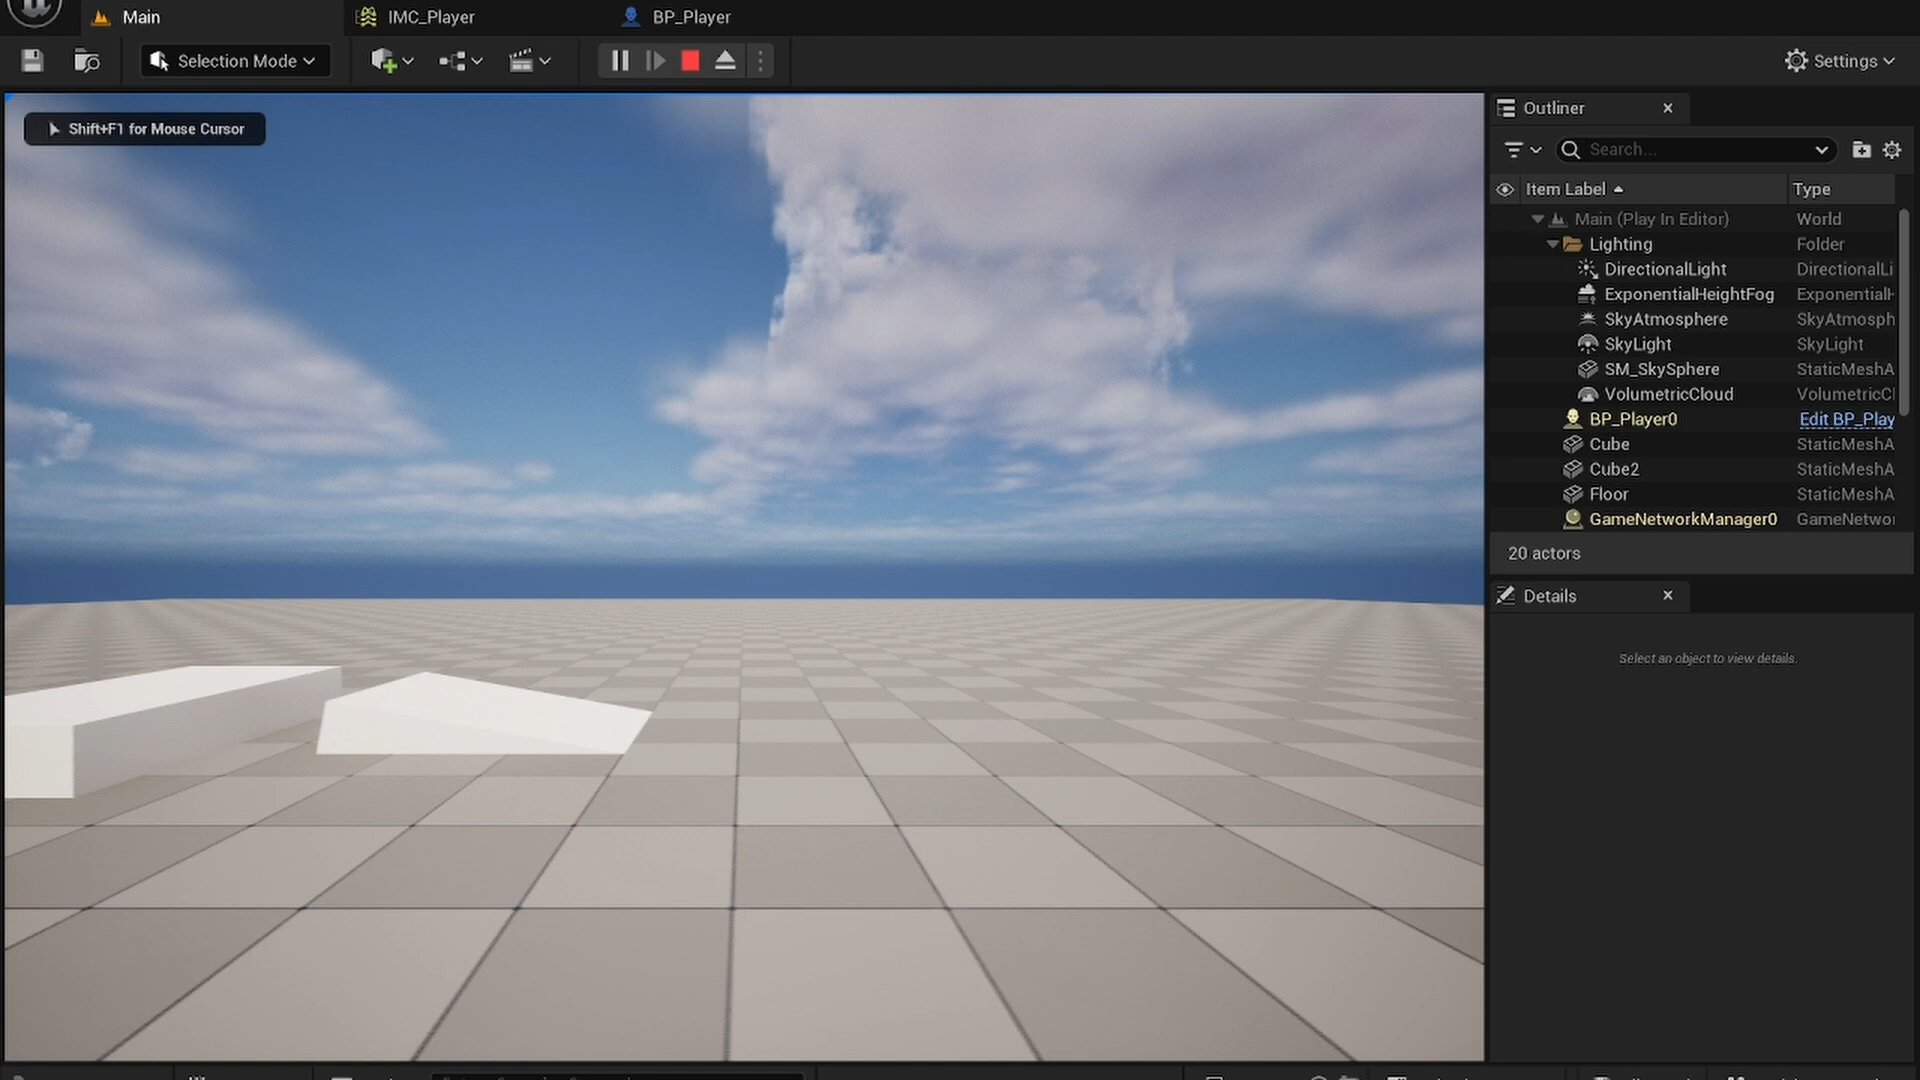 Main
IMC_Player
BP_Player
Selection Mode
Settings
Shift+F1 for Mouse Cursor
Outliner
Search...
Item Label
Type
Main (Play In Editor)
World
Lighting
Folder
DirectionalLight
DirectionalLi
ExponentialHeightFog
ExponentialH
SkyAtmosphere
SkyAtmosph
SkyLight
SkyLight
SM_SkySphere
StaticMeshA
VolumetricCloud
VolumetricCl
BP_Player0
Edit BP_Play
Cube
StaticMeshA
Cube2
StaticMeshA
Floor
StaticMeshA
GameNetworkManager0
GameNetwor
20 actors
Details
Select an object to view details.